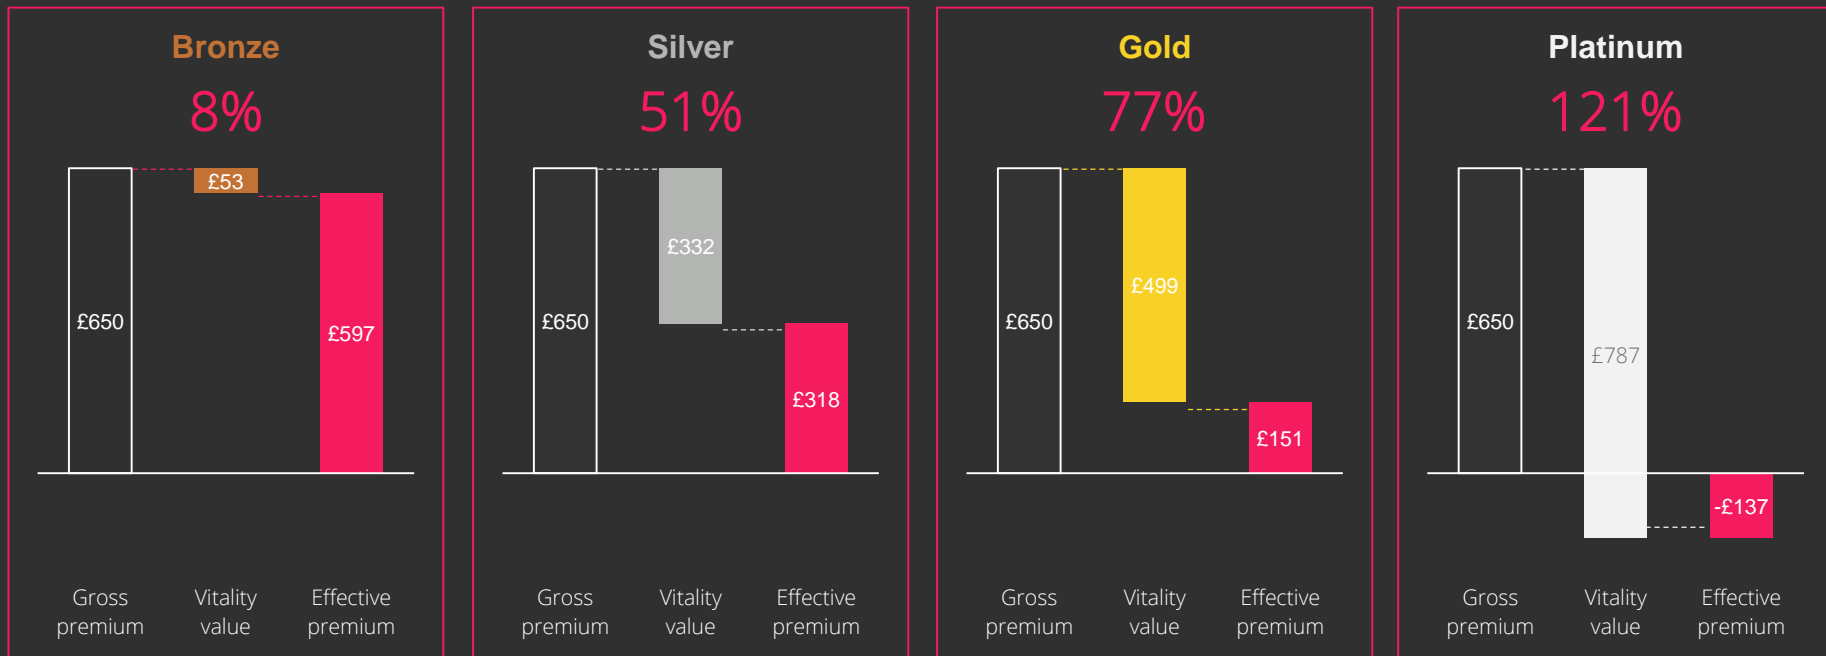 Bronze
8%
£53
£650
£597
Gross
premium
Vitality
value
Effective
premium
Silver
51%
£332
£650
£318
Gross
premium
Vitality
value
Effective
premium
Gold
77%
£499
£650
£151
Gross
premium
Vitality
value
Effective
premium
Platinum
121%
£650
£787
-£137
Gross
premium
Vitality
value
Effective
premium